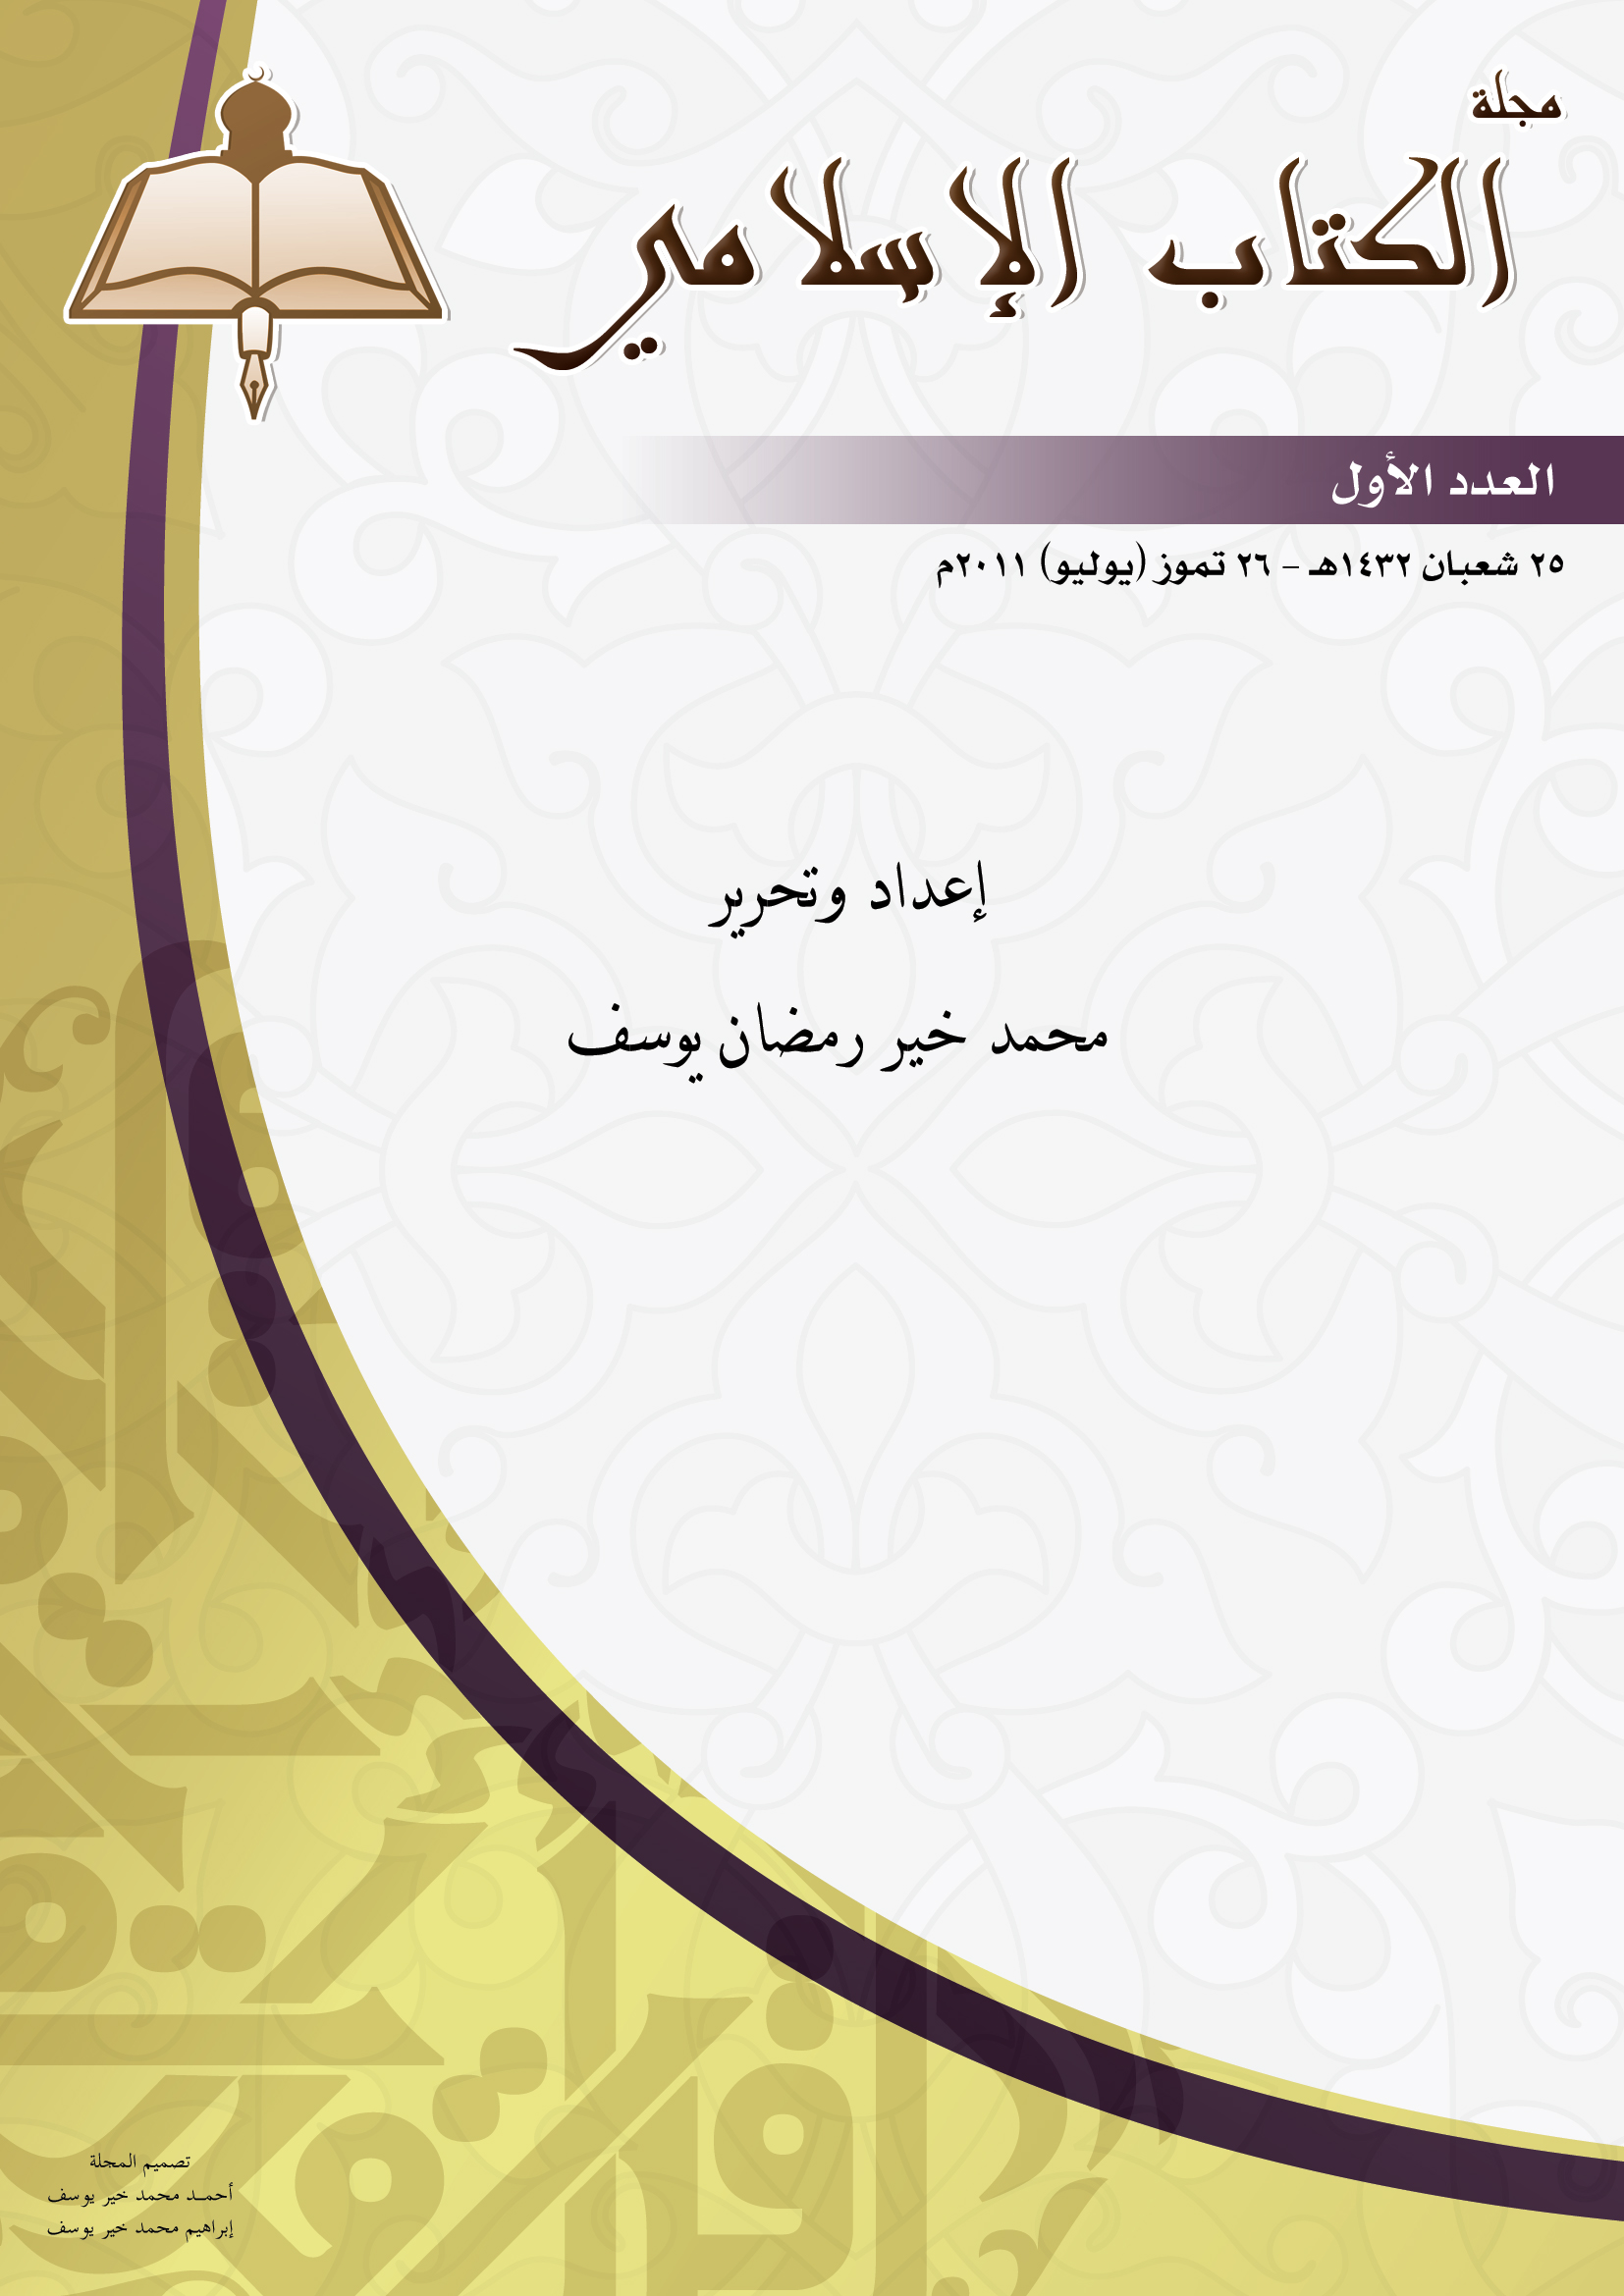 مجلة
الكتاب الإسلامي
العدد الأول
٢٥ شعبان ١٤٣٢هـ – ٢٦ تموز (يوليو) ٢٠١١م
إعداد وتحرير
محمد خير رمضان يوسف
تصميم المجلة
أحمــد محمد خير يوسف
إبراهيم محمد خير يوسف